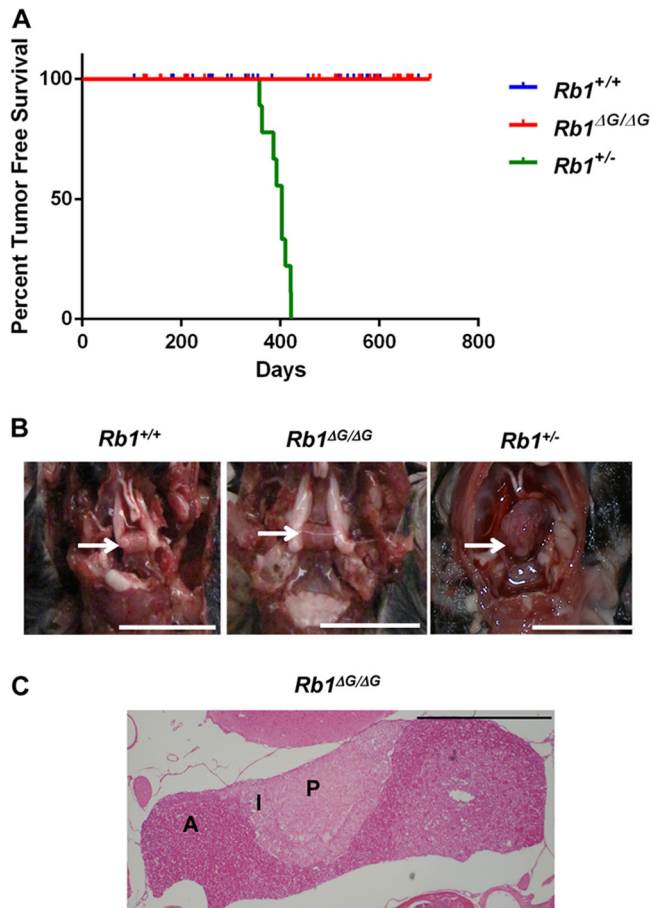 A
Percent Tumor Free Survival
100
50
0
0 200 400 600 800
Days
Rb1+/+
Rb1ΔG/ΔG
Rb1+/-
B
Rb1+/+ Rb1ΔG/ΔG Rb1+/-
C
Rb1ΔG/ΔG
A I P